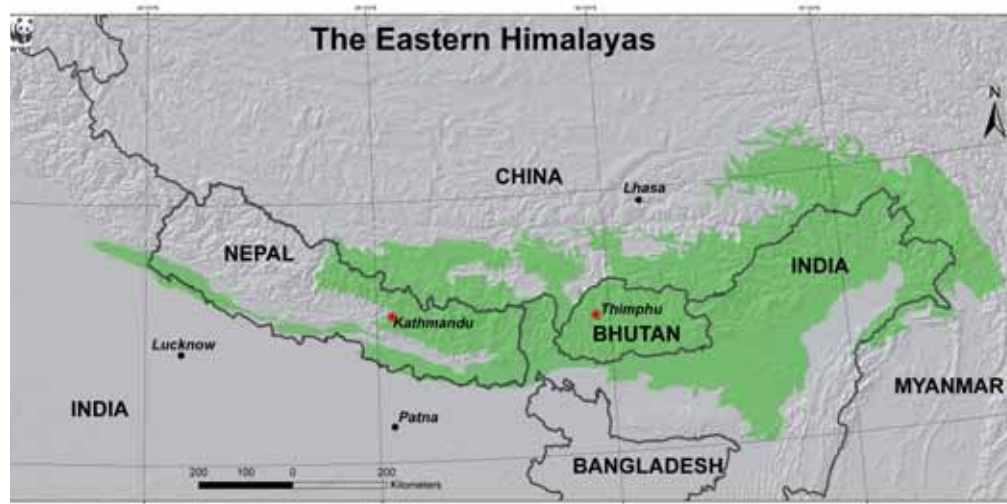 The Eastern Himalayas
N
CHINA
Lhasa
NEPAL
INDIA
Kathmandu
Thimphu
BHUTAN
Lucknow
MYANMAR
INDIA
Patna
BANGLADESH
200 100 0 200
Kilometers